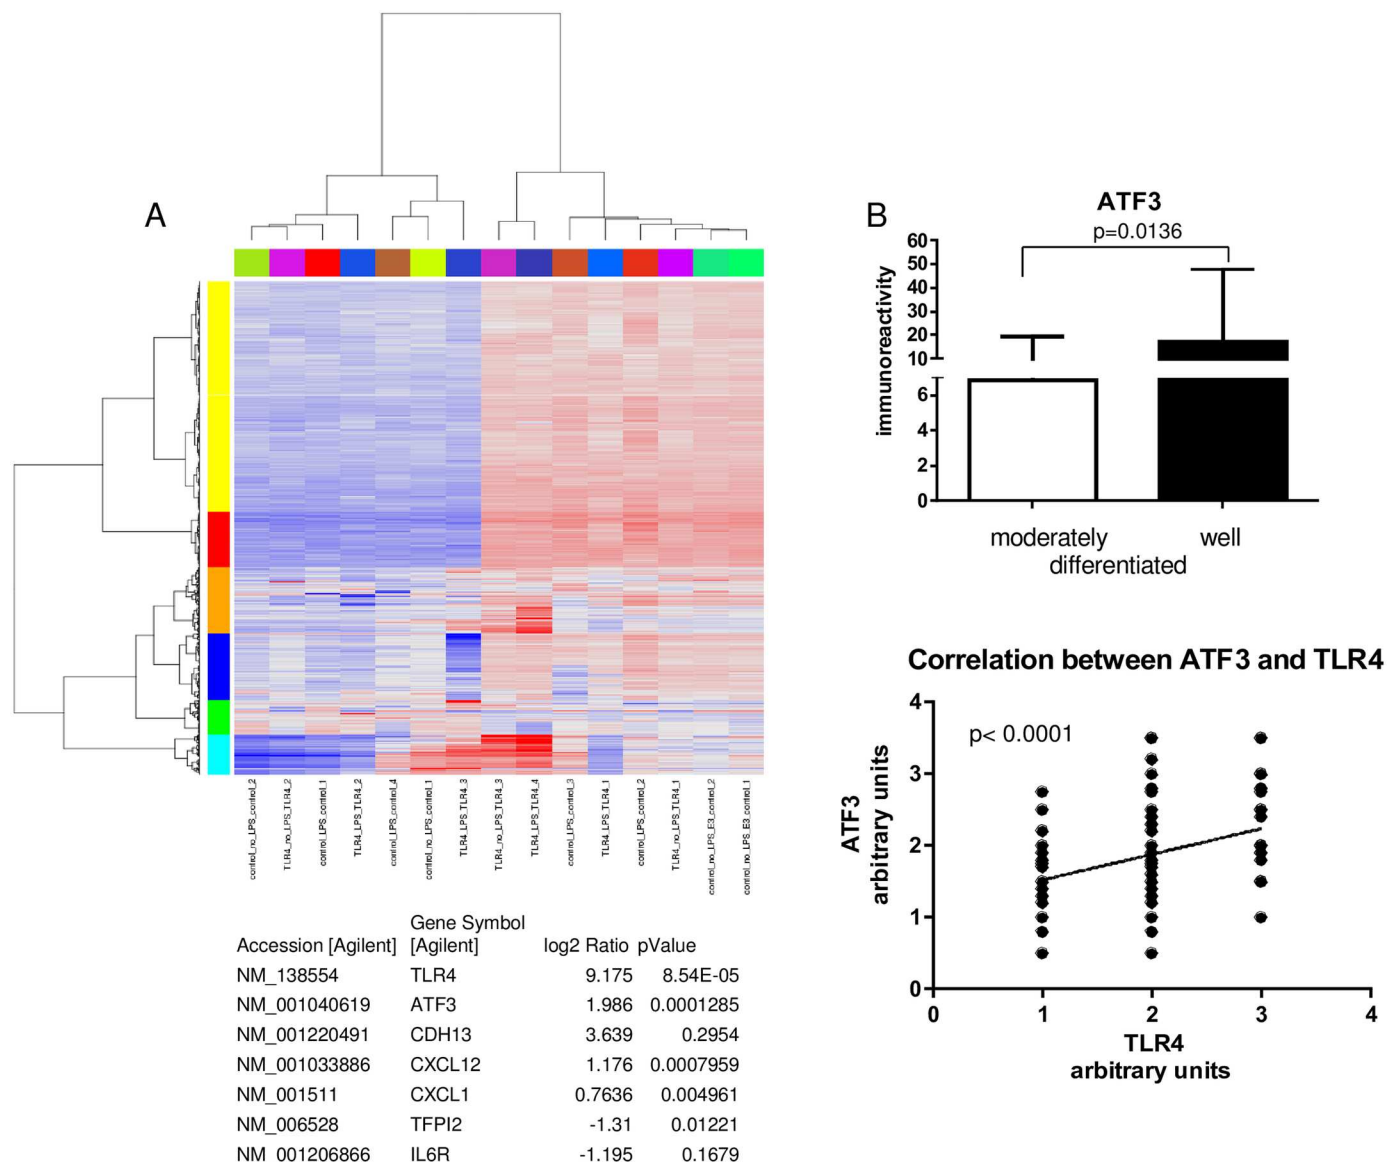 A
control_no_LPS_control_2
TLR4_no_LPS_TLR4_2
control_LPS_control_1
TLR4_LPS_TLR4_2
control_LPS_control_4
control_no_LPS_control_1
TLR4_LPS_TLR4_3
TLR4_no_LPS_TLR4_3
TLR4_LPS_TLR4_4
control_LPS_control_3
TLR4_LPS_TLR4_1
control_LPS_control_2
TLR4_no_LPS_TLR4_1
control_no_LPS_E3_control_2
control_no_LPS_E3_control_1
Gene Symbol
Accession [Agilent] [Agilent] log2 Ratio pValue
NM_138554 TLR4 9.175 8.54E-05
NM_001040619 ATF3 1.986 0.0001285
NM_001220491 CDH13 3.639 0.2954
NM_001033886 CXCL12 1.176 0.0007959
NM_001511 CXCL1 0.7636 0.004961
NM_006528 TFPI2 -1.31 0.01221
NM_001206866 IL6R -1.195 0.1679
B
ATF3
p=0.0136
immunoreactivity
60
50
40
30
20
10
6
4
2
0
moderately well
differentiated
Correlation between ATF3 and TLR4
p< 0.0001
ATF3
arbitrary units
4
3
2
1
0
0 1 2 3 4
TLR4
arbitrary units